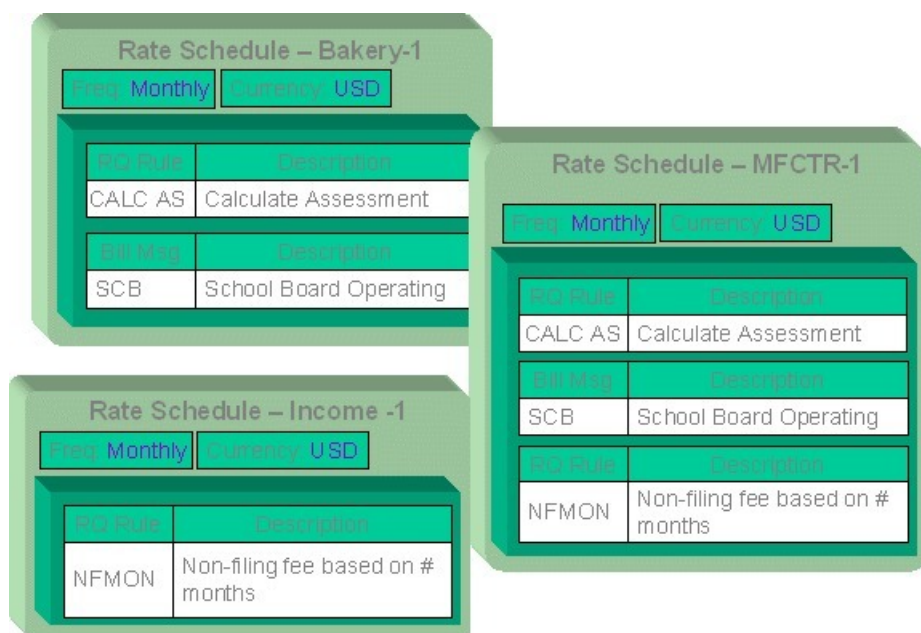 Rate Schedule – Bakery-1
Freq: Monthly Currency: USD
RQ Rule Description
CALC AS Calculate Assessment
Bill Msg Description
SCB School Board Operating
Rate Schedule – MFCTR-1
Freq: Monthly Currency: USD
RQ Rule Description
CALC AS Calculate Assessment
Bill Msg Description
SCB School Board Operating
RQ Rule Description
NFMON Non-filing fee based on #
months
Rate Schedule – Income -1
Freq: Monthly Currency: USD
RQ Rule Description
NFMON Non-filing fee based on #
months